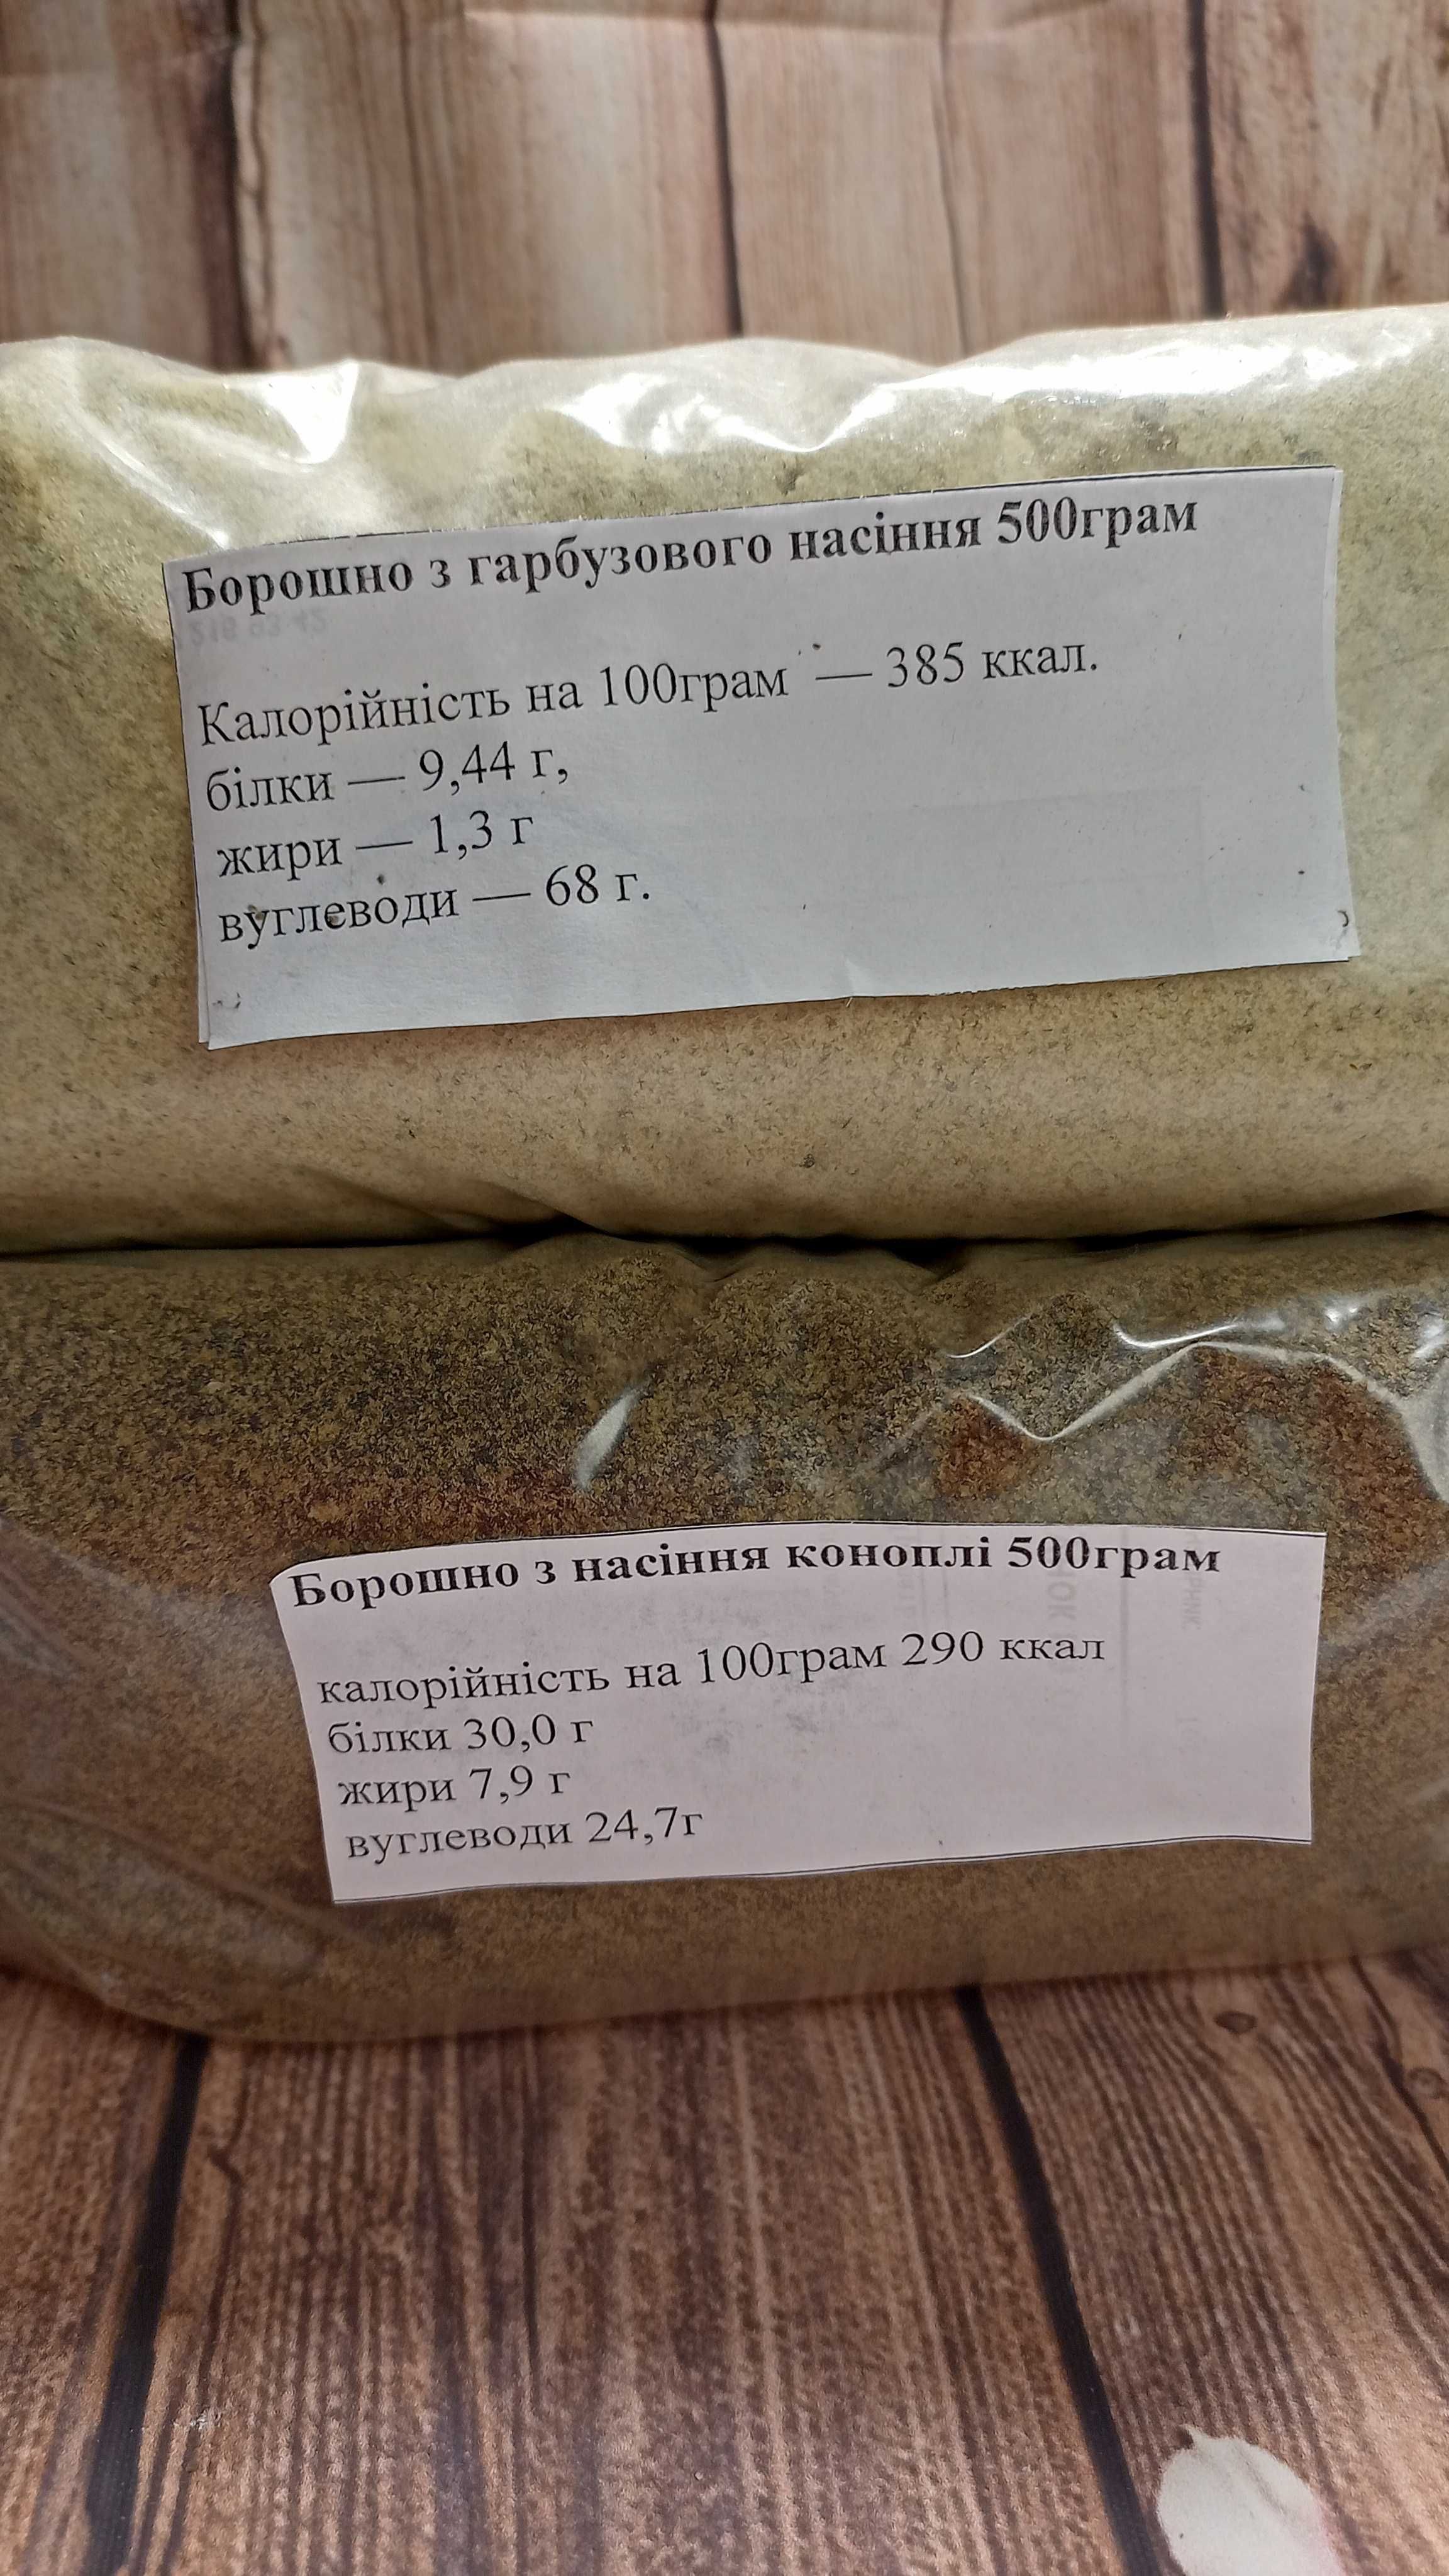 Борошно з гарбузового насіння 500грам
Калорійність на 100грам — 385 ккал.
білки — 9,44 г,
жири — 1,3 г
вуглеводи — 68 г.
Борошно з насіння коноплі 500грам
калорійність на 100грам 290 ккал
білки 30,0 г
жири 7,9 г
вуглеводи 24,7г